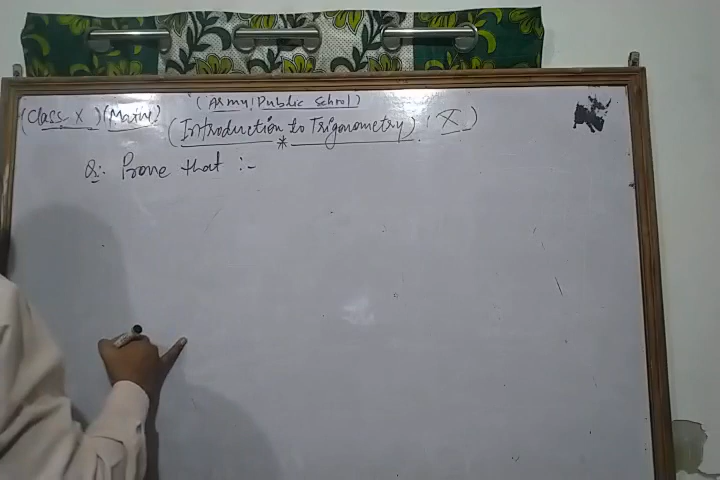 (Army Public School)
(Class X) (Maths)
(Introduction to Trigonometry) (X)
*
Q:. Prove that :-